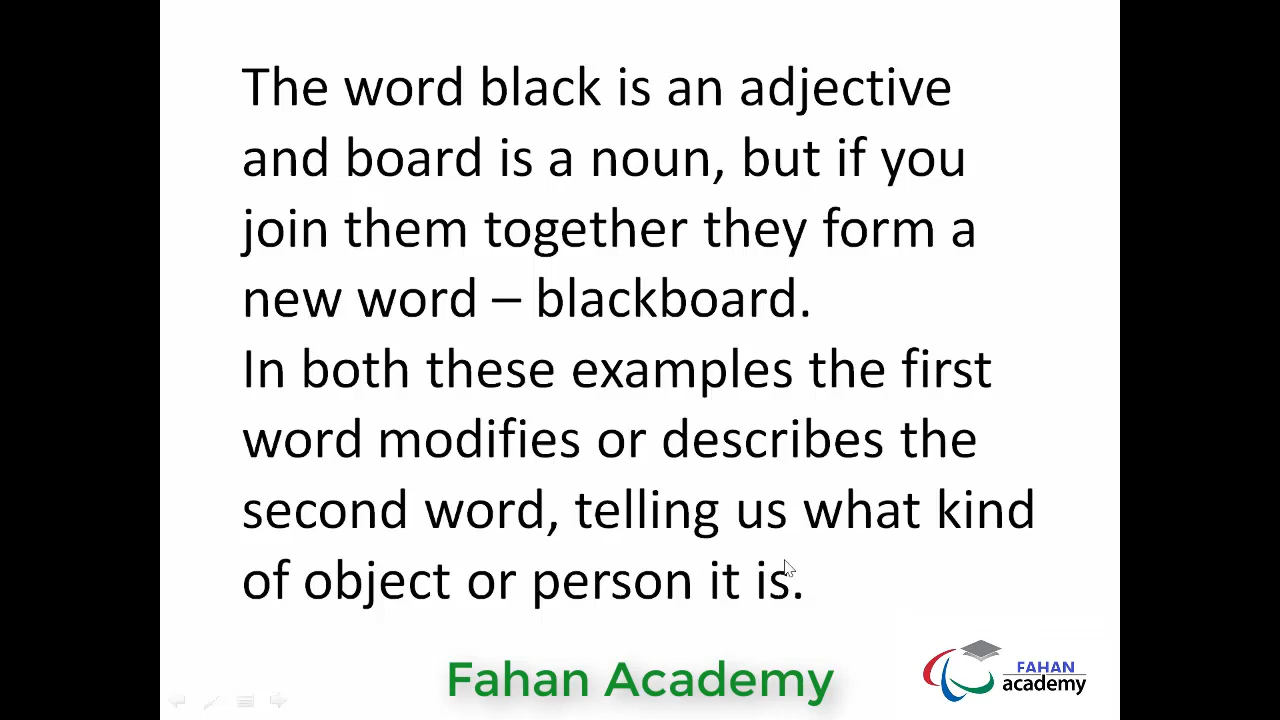 The word black is an adjective
and board is a noun, but if you
join them together they form a
new word – blackboard.
In both these examples the first
word modifies or describes the
second word, telling us what kind
of object or person it is.
Fahan Academy
FAHAN
academy